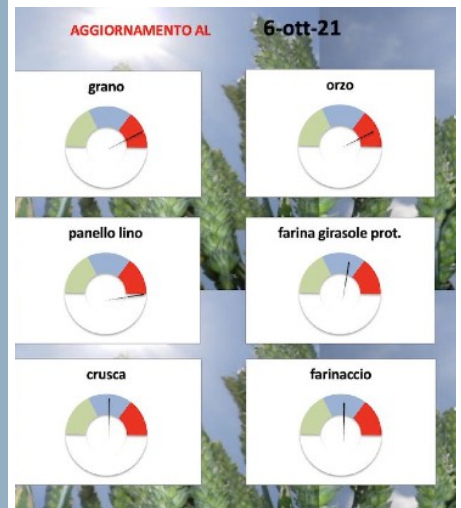 AGGIORNAMENTO AL 6-ott-21
grano
orzo
panello lino
farina girasole prot.
crusca
farinaccio